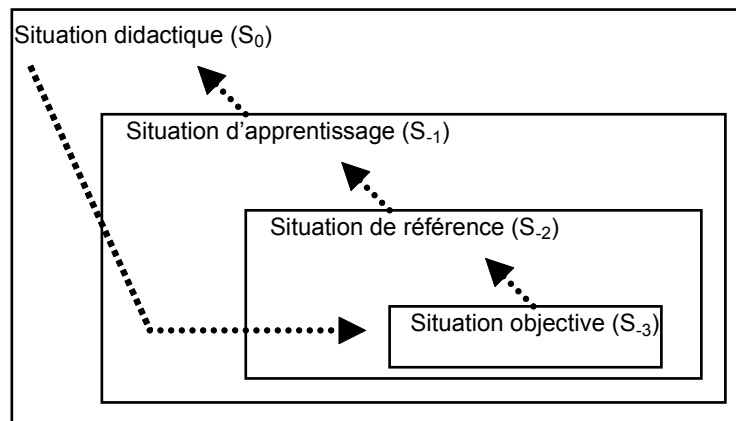 Situation didactique (S₀)
Situation d'apprentissage (S₋₁)
Situation de référence (S₋₂)
Situation objective (S₋₃)